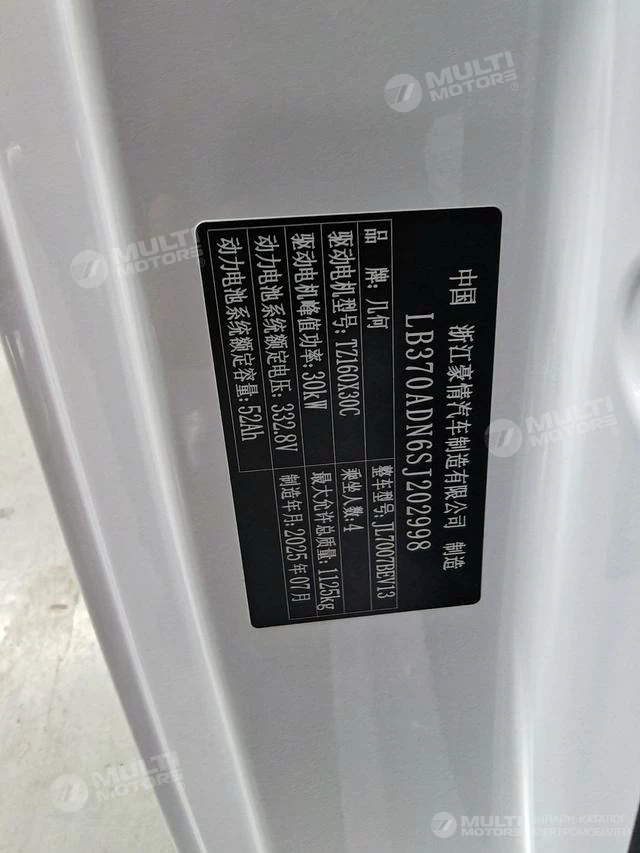 中国 浙江豪情汽车制造有限公司 制造
LB370ADN6SJ202998
品 牌: 几何 整车型号: JL7007BEV13
驱动电机型号: TZ160X30C 乘坐人数: 4
驱动电机峰值功率: 30kW 最大允许总质量: 1125kg
动力电池系统额定电压: 332.8V 制造年月: 2025 年 07月
动力电池系统额定容量: 52Ah
MULTI
MOTORS®
MULTI
MOTORS®
MULTI
MOTORS®
MULTI
MOTORS®
MULTI
MOTORS
ОНЛАЙН-КАТАЛОГ
ЭЛЕКТРОМОБИЛЕЙ